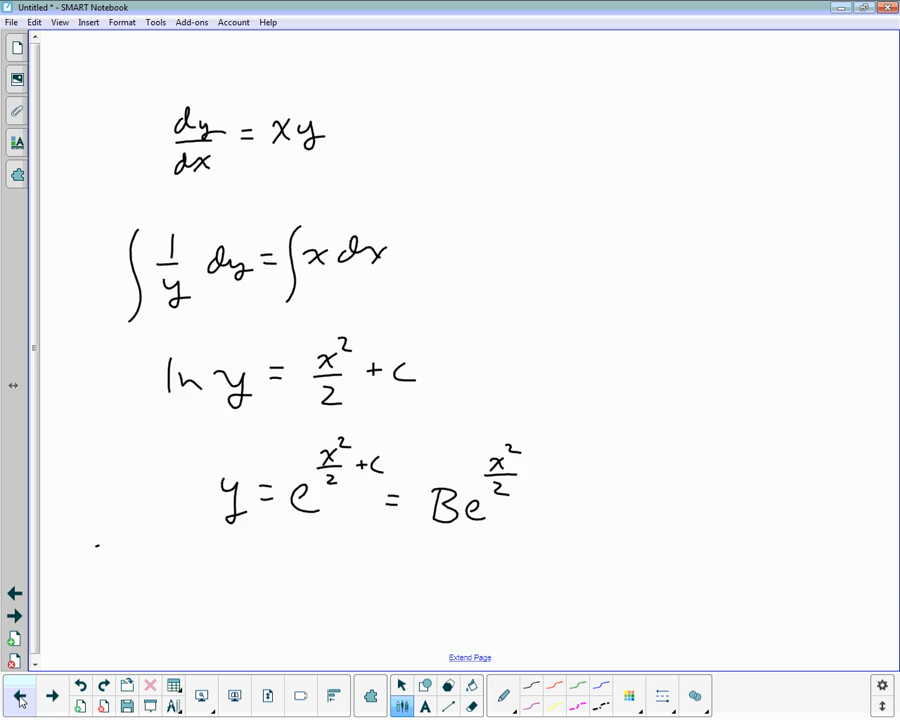 Untitled * - SMART Notebook
File Edit View Insert Format Tools Add-ons Account Help
dy/dx = xy
∫ 1/y dy = ∫ x dx
ln y = x²/2 + c
y = e^(x²/2 + c) = Be^(x²/2)
Extend Page